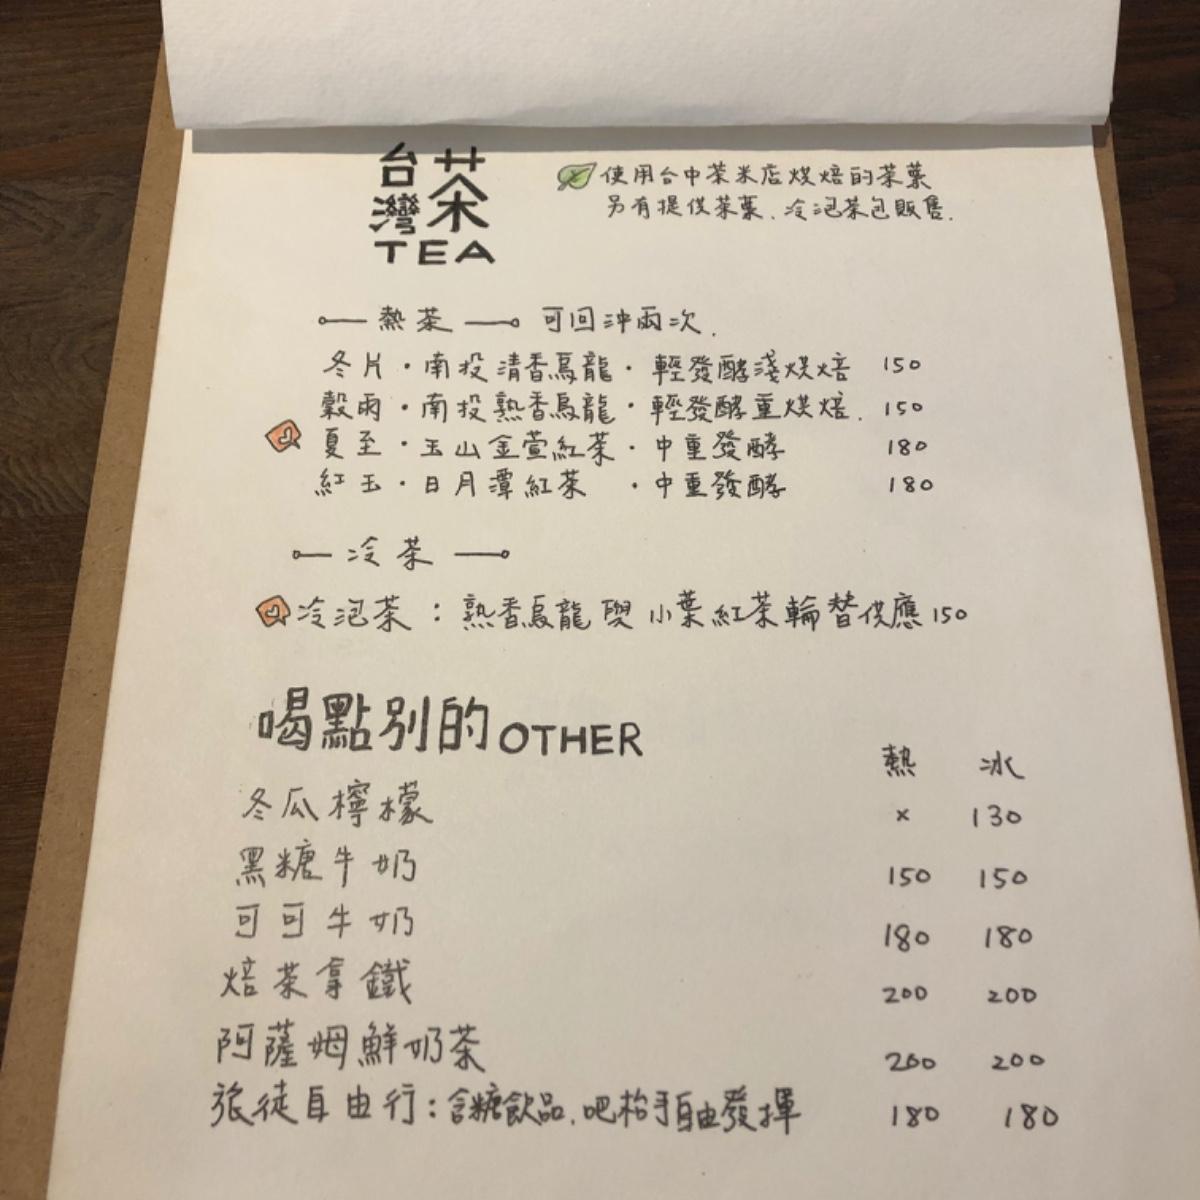 台灣茶
TEA
使用台中茶米店烘焙的茶葉
另有提供茶葉、冷泡茶包販售.
熱茶 可回沖兩次.
冬片・南投清香烏龍・輕發酵淺烘焙 150
穀雨・南投熟香烏龍・輕發酵重烘焙. 150
夏至・玉山金萱紅茶・中重發酵 180
紅玉・日月潭紅茶 ・中重發酵 180
冷茶
冷泡茶：熟香烏龍與小葉紅茶輪替供應 150
喝點別的 OTHER
熱 冰
冬瓜檸檬 × 130
黑糖牛奶 150 150
可可牛奶 180 180
焙茶拿鐵 200 200
阿薩姆鮮奶茶 200 200
旅徒自由行：含糖飲品、吧枱手自由發揮 180 180